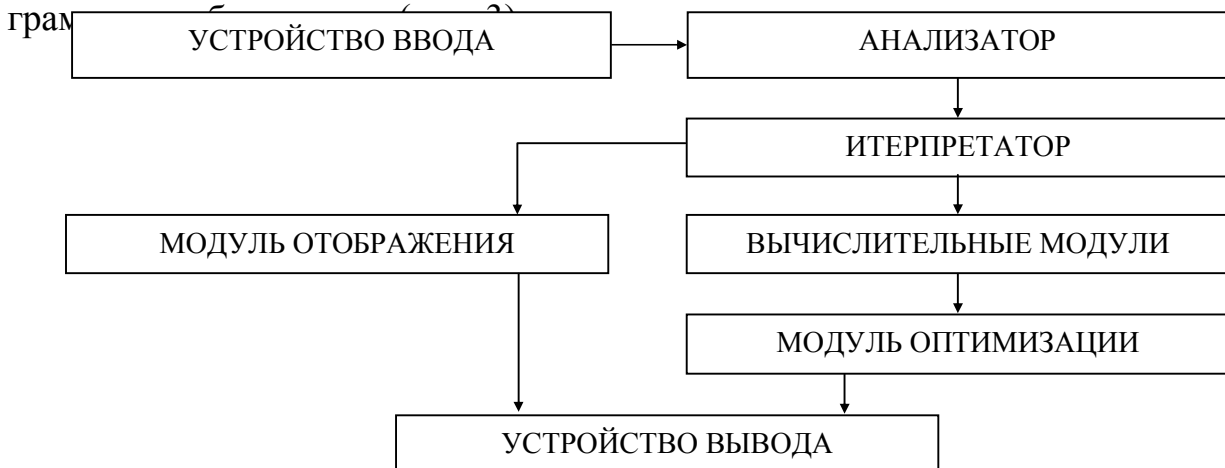 УСТРОЙСТВО ВВОДА
АНАЛИЗАТОР
ИТЕРПРЕТАТОР
МОДУЛЬ ОТОБРАЖЕНИЯ
ВЫЧИСЛИТЕЛЬНЫЕ МОДУЛИ
МОДУЛЬ ОПТИМИЗАЦИИ
УСТРОЙСТВО ВЫВОДА